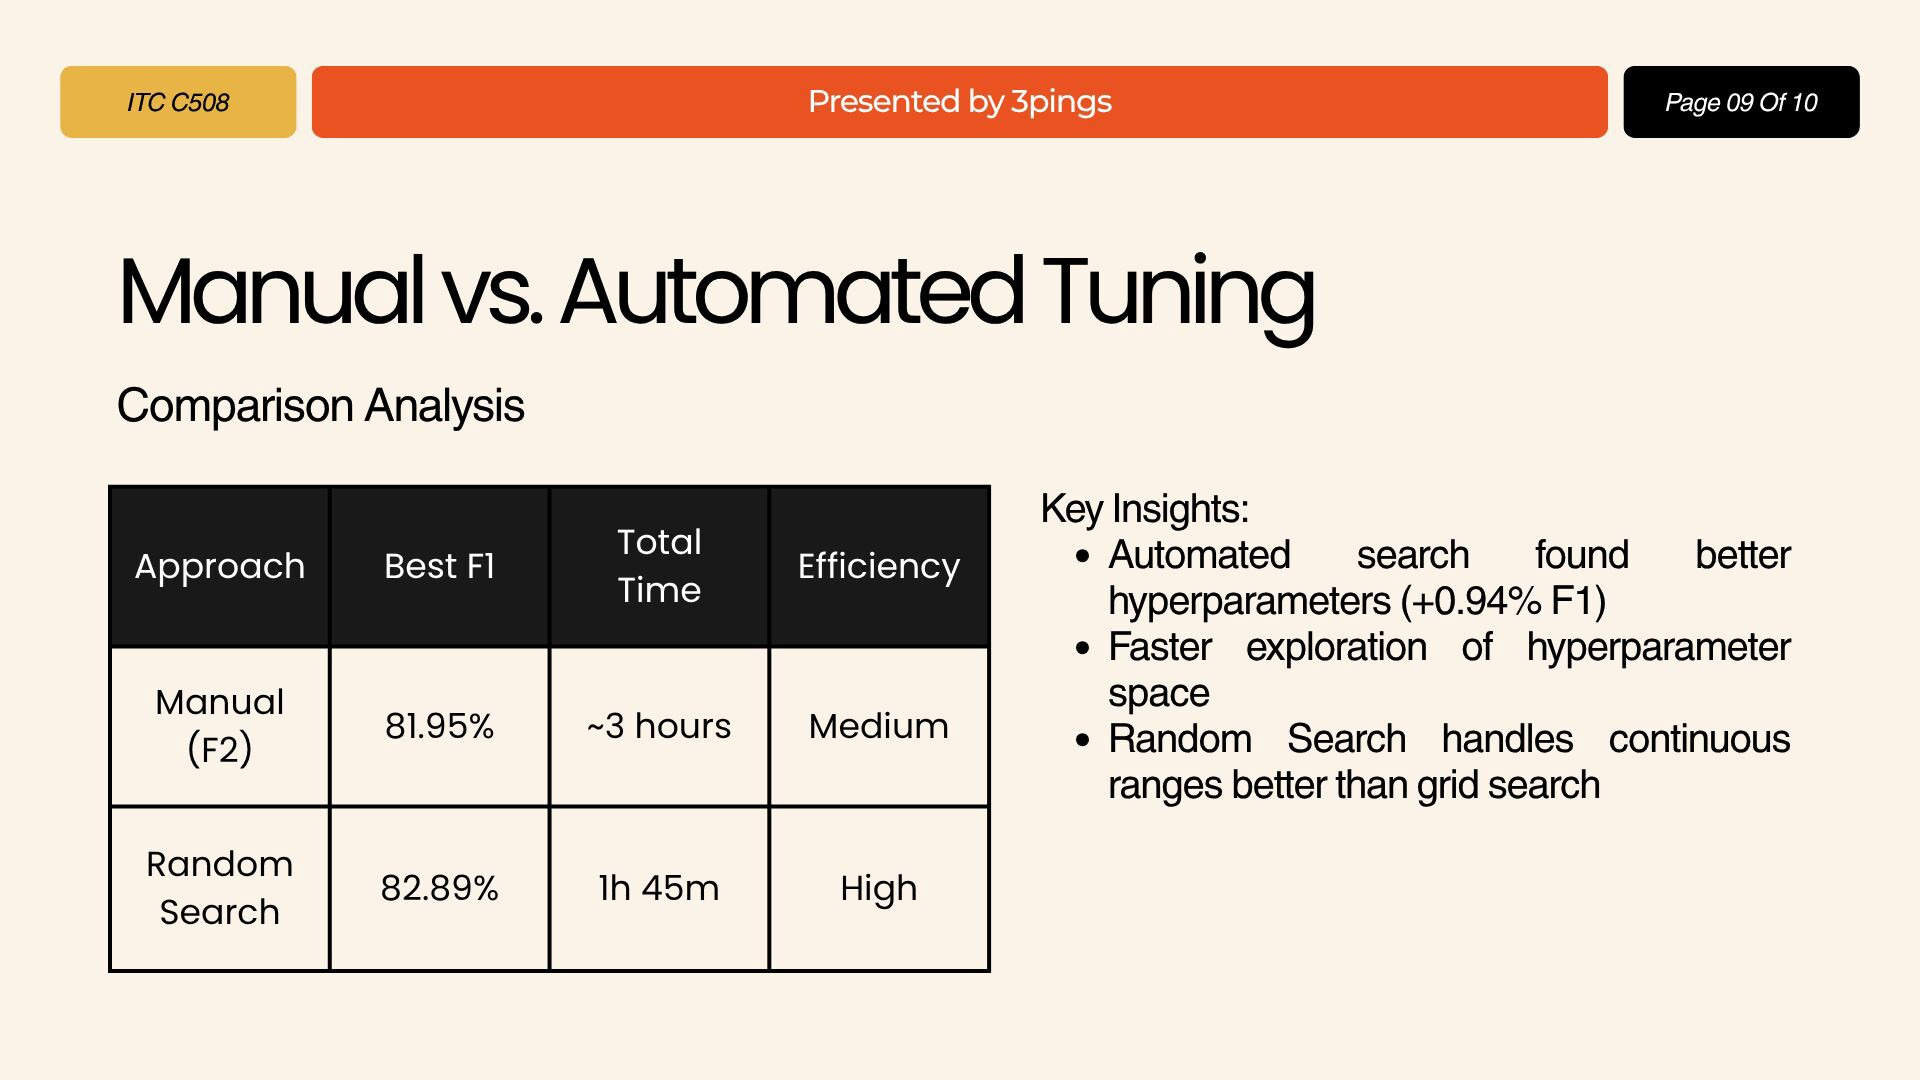 ITC C508
Presented by 3pings
Page 09 Of 10
Manual vs. Automated Tuning
Comparison Analysis
Approach
Best F1
Total
Time
Efficiency
Manual
(F2)
81.95%
~3 hours
Medium
Random
Search
82.89%
1h 45m
High
Key Insights:
• Automated search found better
hyperparameters (+0.94% F1)
• Faster exploration of hyperparameter
space
• Random Search handles continuous
ranges better than grid search